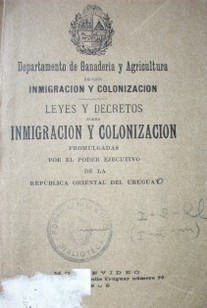 Departamento de Ganadería y Agricultura
INMIGRACION Y COLONIZACION
LEYES Y DECRETOS
SOBRE
INMIGRACION Y COLONIZACION
PROMULGADAS
POR EL PODER EJECUTIVO
DE LA
REPÚBLICA ORIENTAL DEL URUGUAY
MONTEVIDEO